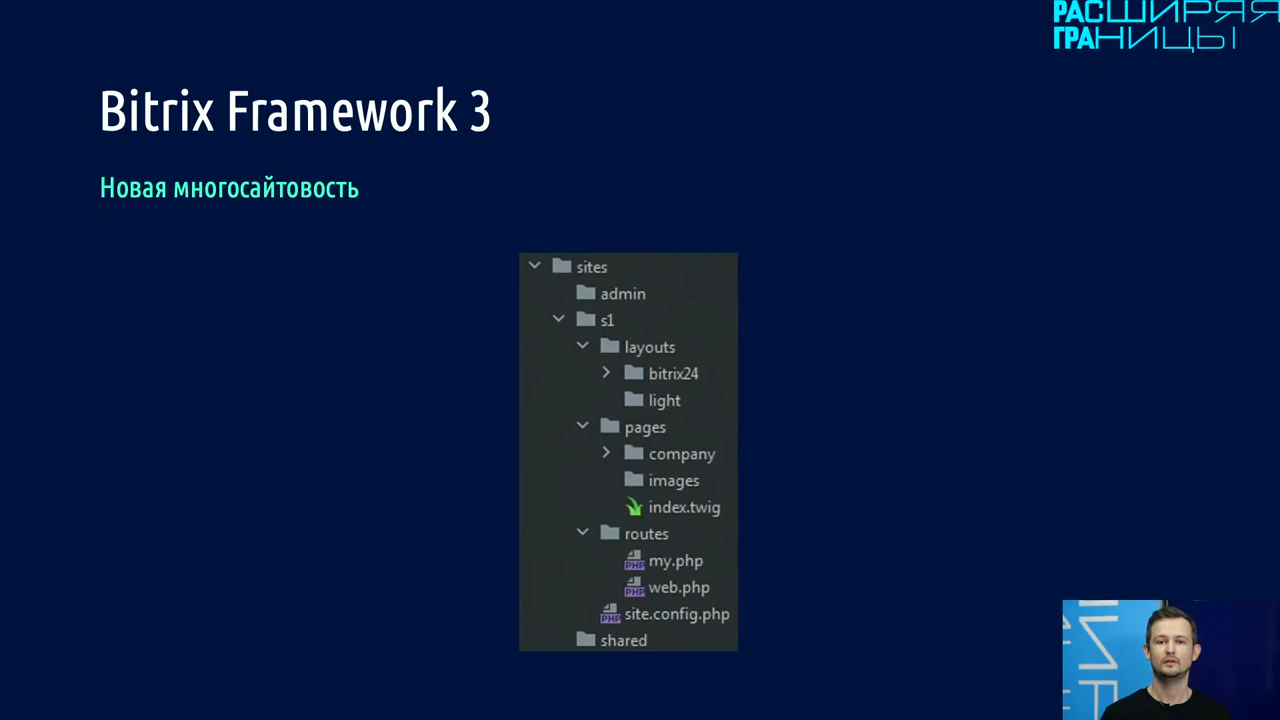 РАСШИРЯЯ
ГРАНИЦЫ
Bitrix Framework 3
Новая многосайтовость
sites
admin
s1
layouts
bitrix24
light
pages
company
images
index.twig
routes
my.php
web.php
site.config.php
shared